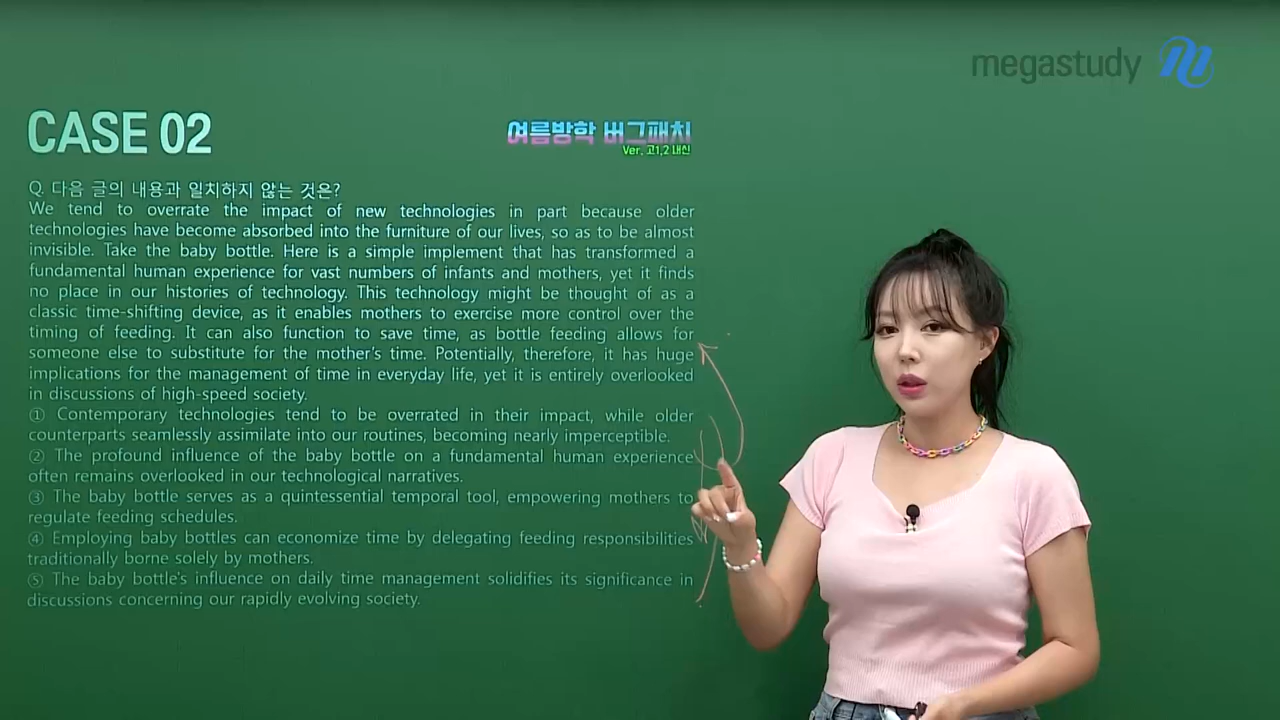 megastudy
CASE 02
여름방학 버그패치
Ver. 고1,2 내신
Q. 다음 글의 내용과 일치하지 않는 것은?
We tend to overrate the impact of new technologies in part because older
technologies have become absorbed into the furniture of our lives, so as to be almost
invisible. Take the baby bottle. Here is a simple implement that has transformed a
fundamental human experience for vast numbers of infants and mothers, yet it finds
no place in our histories of technology. This technology might be thought of as a
classic time-shifting device, as it enables mothers to exercise more control over the
timing of feeding. It can also function to save time, as bottle feeding allows for
someone else to substitute for the mother's time. Potentially, therefore, it has huge
implications for the management of time in everyday life, yet it is entirely overlooked
in discussions of high-speed society.
① Contemporary technologies tend to be overrated in their impact, while older
counterparts seamlessly assimilate into our routines, becoming nearly imperceptible.
② The profound influence of the baby bottle on a fundamental human experience
often remains overlooked in our technological narratives.
③ The baby bottle serves as a quintessential temporal tool, empowering mothers to
regulate feeding schedules.
④ Employing baby bottles can economize time by delegating feeding responsibilities
traditionally borne solely by mothers.
⑤ The baby bottle's influence on daily time management solidifies its significance in
discussions concerning our rapidly evolving society.